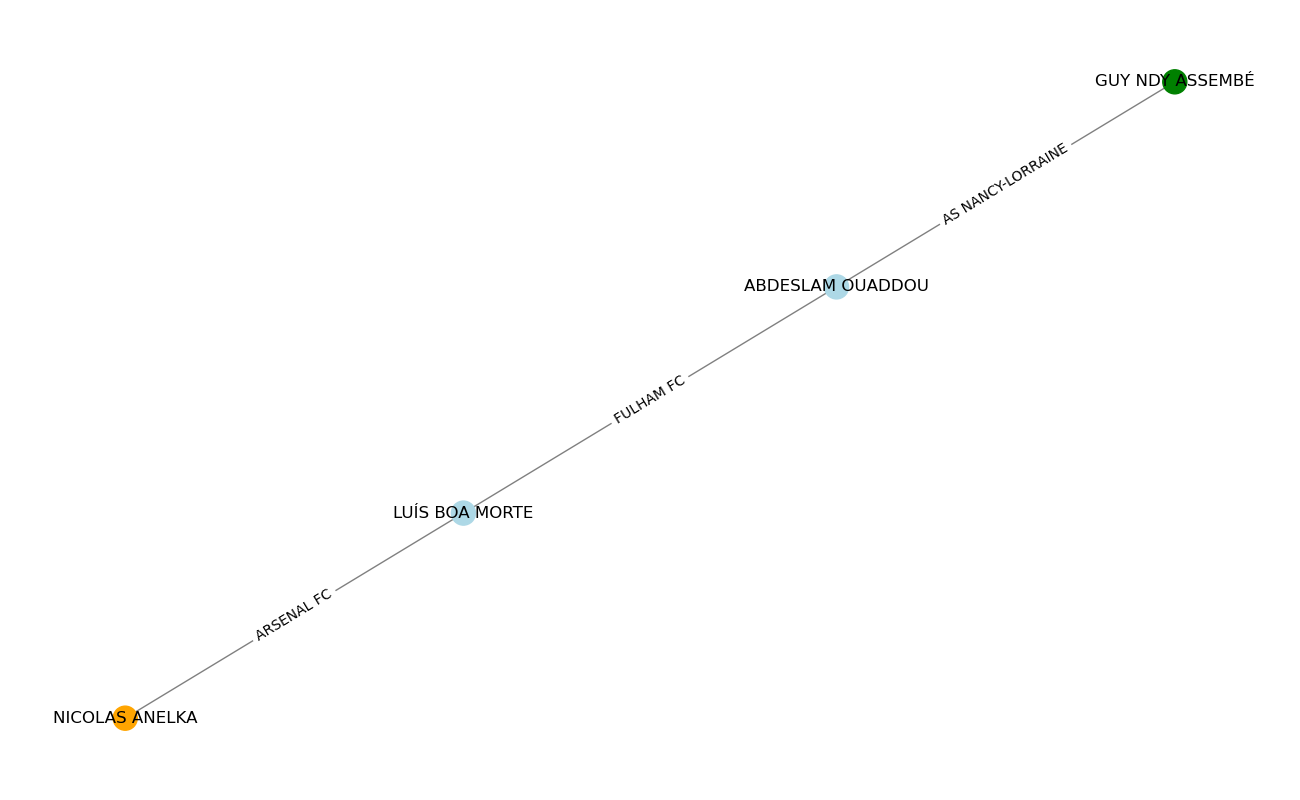 GUY NDY ASSEMBÉ
AS NANCY-LORRAINE
ABDESLAM OUADDOU
FULHAM FC
LUÍS BOA MORTE
ARSENAL FC
NICOLAS ANELKA